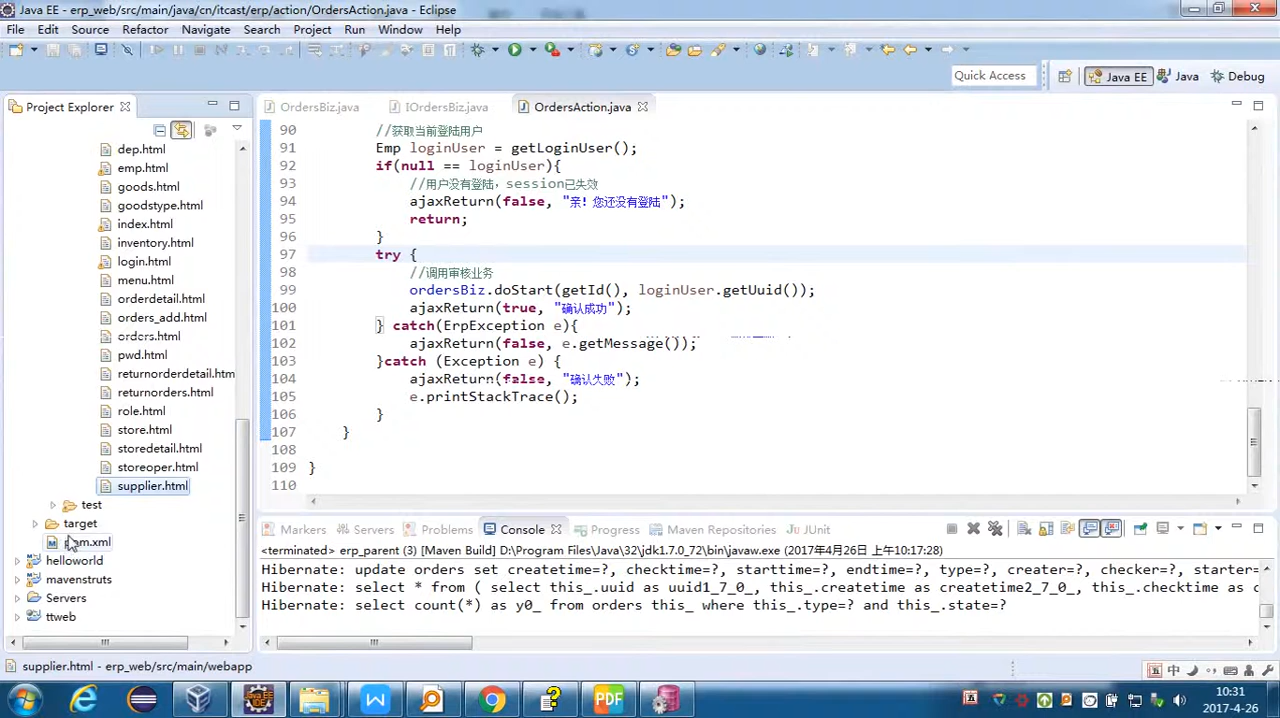 Java EE - erp_web/src/main/java/cn/itcast/erp/action/OrdersAction.java - Eclipse
File Edit Source Refactor Navigate Search Project Run Window Help
Quick Access
Java EE
Java
Debug
Project Explorer
OrdersBiz.java
IOrdersBiz.java
OrdersAction.java
dep.html
emp.html
goods.html
goodstype.html
index.html
inventory.html
login.html
menu.html
orderdetail.html
orders_add.html
orders.html
pwd.html
returnorderdetail.htm
returnorders.html
role.html
store.html
storedetail.html
storeoper.html
supplier.html
test
target
helloworld
mavenstruts
Servers
ttweb
90 //获取当前登陆用户
91 Emp loginUser = getLoginUser();
92 if(null == loginUser){
93 //用户没有登陆，session已失效
94 ajaxReturn(false, "亲！您还没有登陆");
95 return;
96 }
97 try {
98 //调用审核业务
99 ordersBiz.doStart(getId(), loginUser.getUuid());
100 ajaxReturn(true, "确认成功");
101 } catch(ErpException e){
102 ajaxReturn(false, e.getMessage());
103 }catch (Exception e) {
104 ajaxReturn(false, "确认失败");
105 e.printStackTrace();
106 }
107 }
108
109 }
110
Markers Servers Problems Console Progress Maven Repositories JUnit
<terminated> erp_parent (3) [Maven Build] D:\Program Files\Java\32\jdk1.7.0_72\bin\javaw.exe (2017年4月26日 上午10:17:28)
Hibernate: update orders set createtime=?, checktime=?, starttime=?, endtime=?, type=?, creater=?, checker=?, starter=
Hibernate: select * from ( select this_.uuid as uuid1_7_0_, this_.createtime as createtime2_7_0_, this_.checktime as c
Hibernate: select count(*) as y0_ from orders this_ where this_.type=? and this_.state=?
supplier.html - erp_web/src/main/webapp
中
10:31
2017-4-26